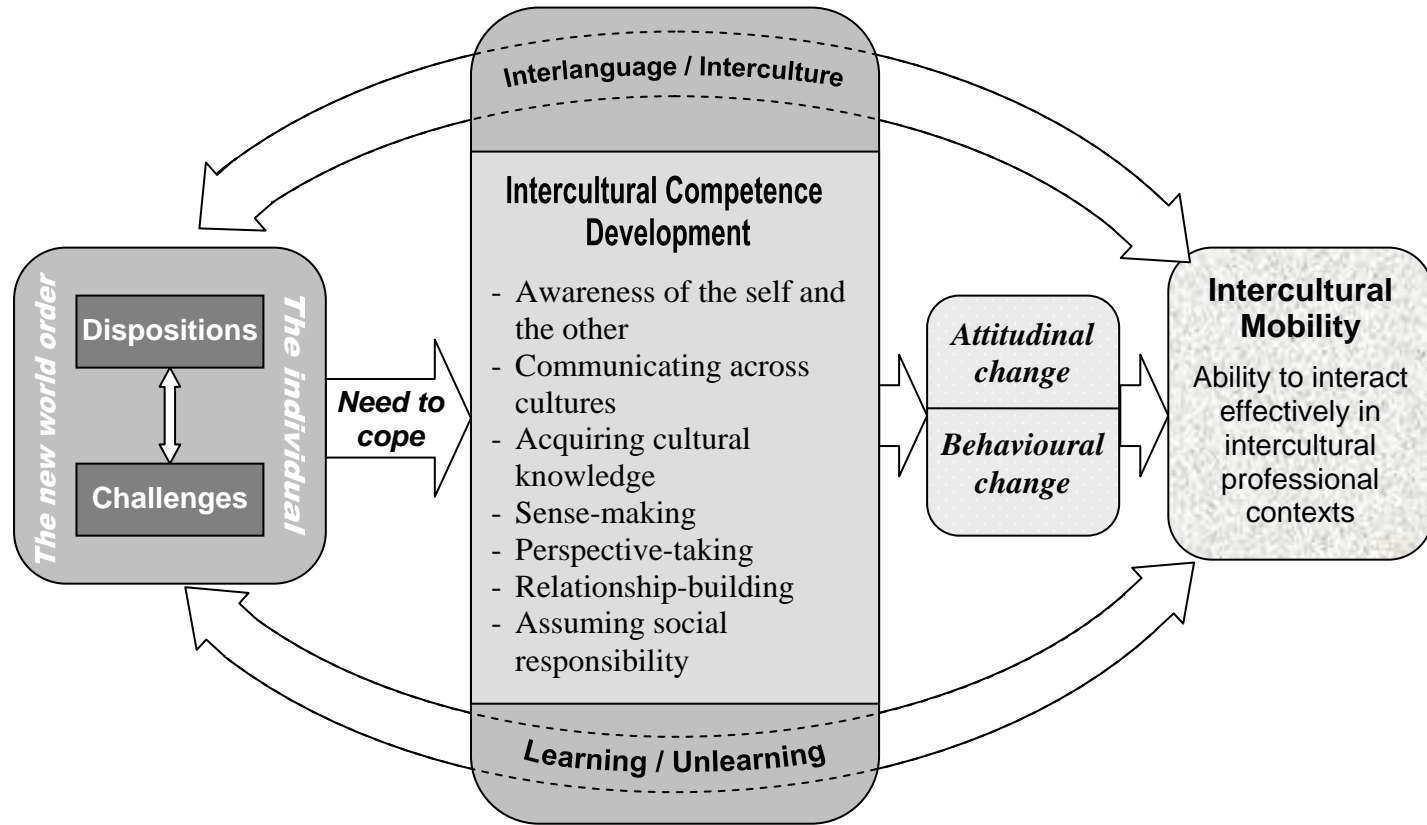 Interlanguage / Interculture
The new world order
Dispositions
Challenges
The individual
Need to
cope
Intercultural Competence
Development
- Awareness of the self and
the other
- Communicating across
cultures
- Acquiring cultural
knowledge
- Sense-making
- Perspective-taking
- Relationship-building
- Assuming social
responsibility
Attitudinal
change
Behavioural
change
Intercultural
Mobility
Ability to interact
effectively in
intercultural
professional
contexts
Learning / Unlearning